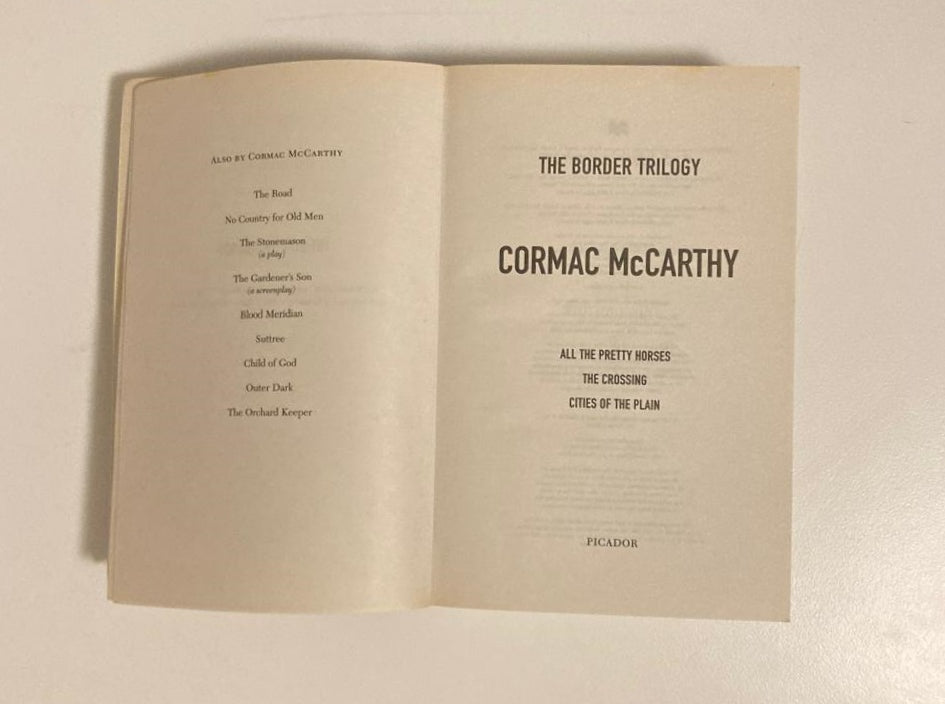 ALSO BY CORMAC MCCARTHY
The Road
No Country for Old Men
The Stonemason
(a play)
The Gardener's Son
(a screenplay)
Blood Meridian
Suttree
Child of God
Outer Dark
The Orchard Keeper
THE BORDER TRILOGY
CORMAC McCARTHY
ALL THE PRETTY HORSES
THE CROSSING
CITIES OF THE PLAIN
PICADOR